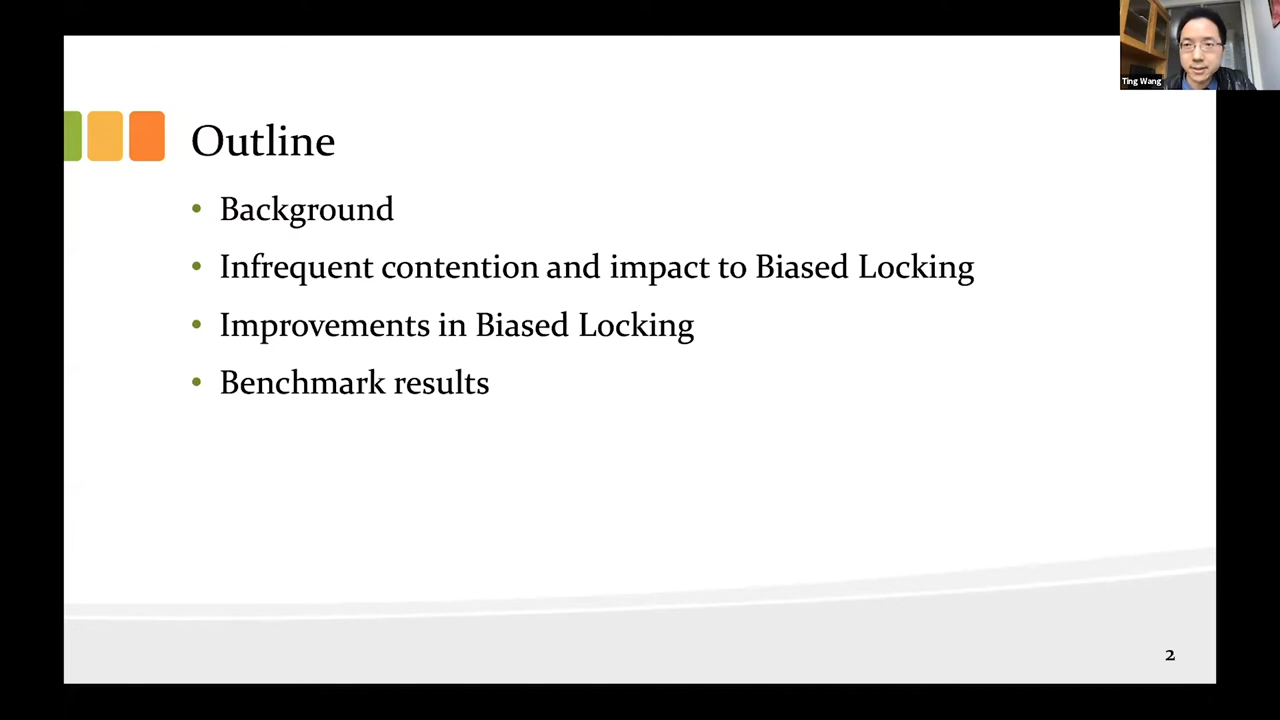 Ting Wang
Outline
• Background
• Infrequent contention and impact to Biased Locking
• Improvements in Biased Locking
• Benchmark results
2